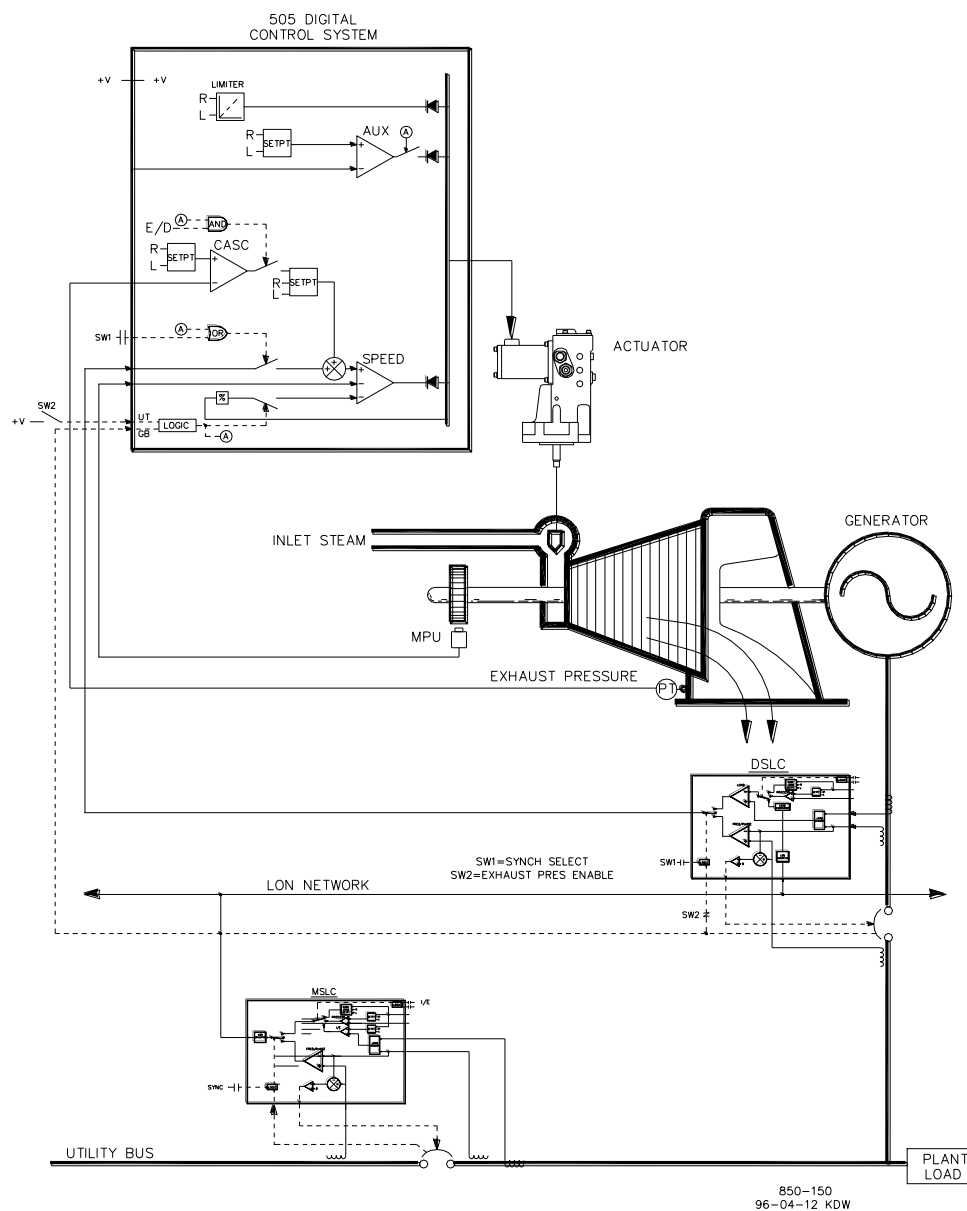 505 DIGITAL
CONTROL SYSTEM
+V
+V
LIMITER
R
L
AUX
A
R
L
SETPT
+
−
E/D
A
AND
CASC
R
L
SETPT
+
−
R
L
SETPT
SW1
A
OR
SPEED
+
+
+
+
−
−
%
SW2
+V
UT
GB
LOGIC
A
ACTUATOR
INLET STEAM
GENERATOR
MPU
EXHAUST PRESSURE
PT
DSLC
LOAD
SW1
SW1=SYNCH SELECT
SW2=EXHAUST PRES ENABLE
LON NETWORK
SW2
MSLC
I/E
SYNC
UTILITY BUS
PLANT
LOAD
850-150
96-04-12 KDW